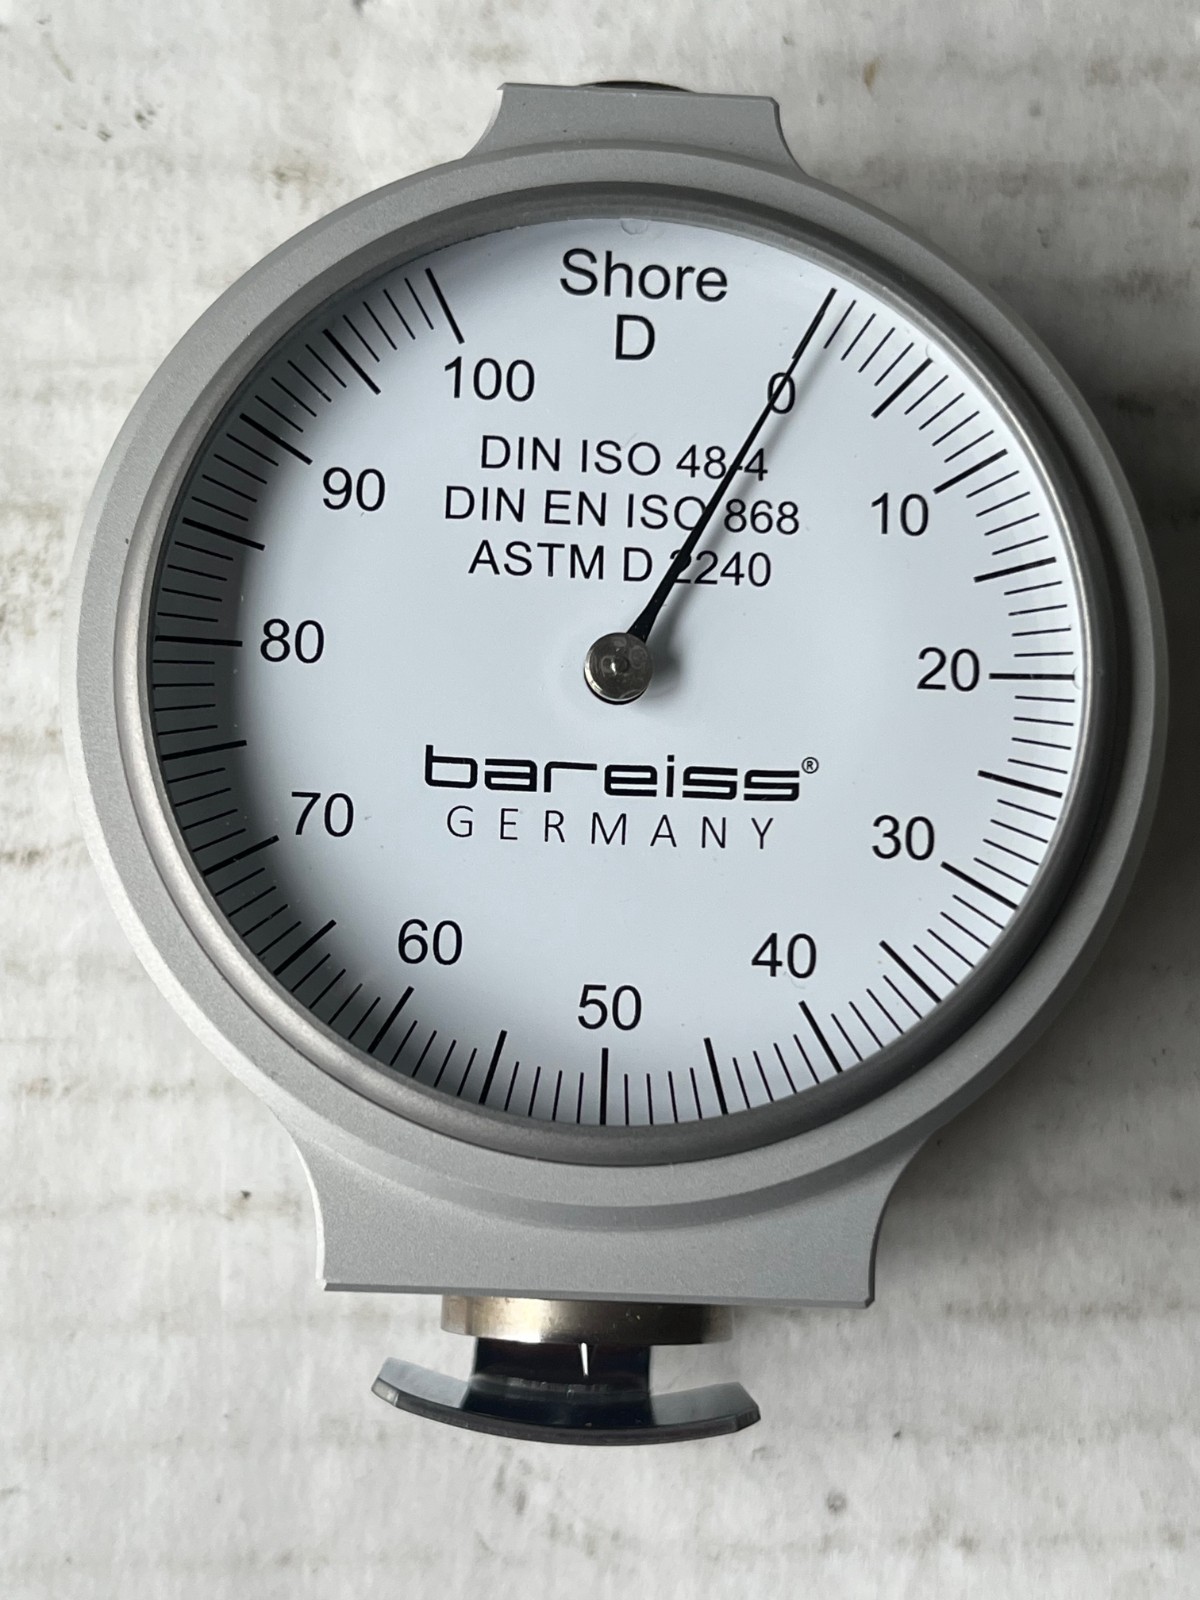 Shore
D
100
0
DIN ISO 48-4
90
DIN EN ISO 868
10
ASTM D 2240
80
20
bareiss®
GERMANY
70
30
60
40
50